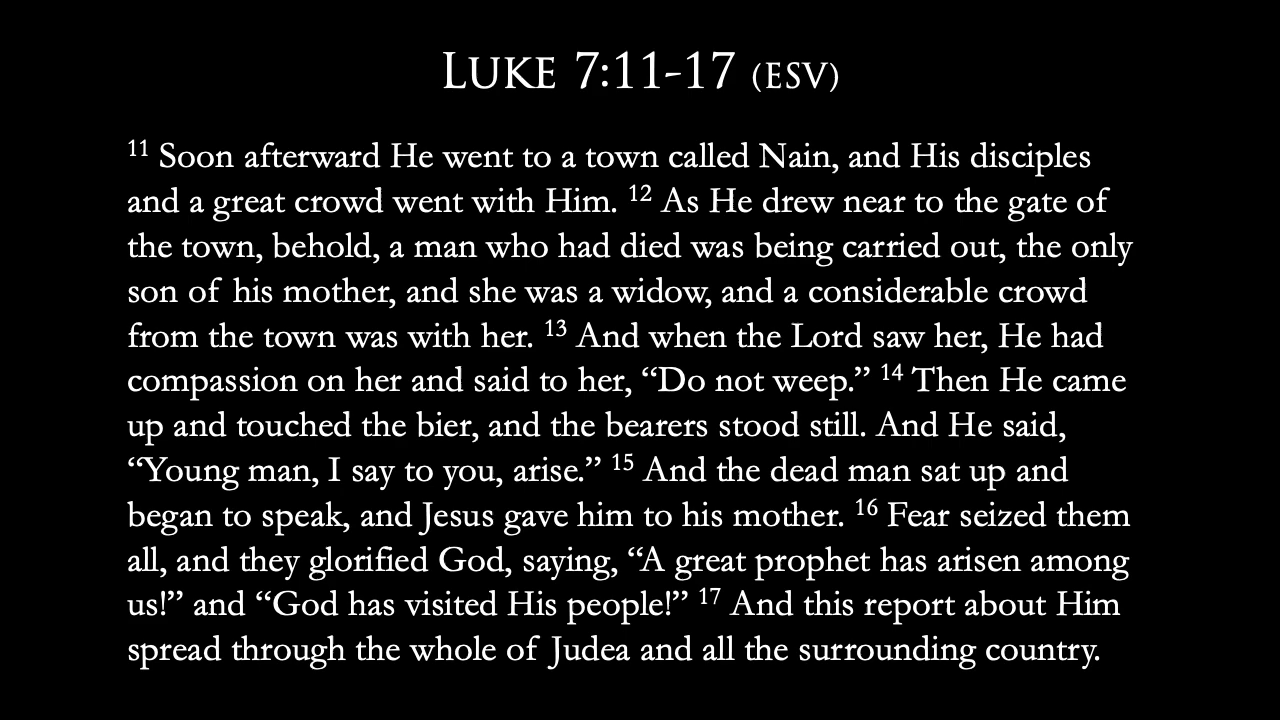 LUKE 7:11-17 (ESV)
11 Soon afterward He went to a town called Nain, and His disciples
and a great crowd went with Him. 12 As He drew near to the gate of
the town, behold, a man who had died was being carried out, the only
son of his mother, and she was a widow, and a considerable crowd
from the town was with her. 13 And when the Lord saw her, He had
compassion on her and said to her, “Do not weep.” 14 Then He came
up and touched the bier, and the bearers stood still. And He said,
“Young man, I say to you, arise.” 15 And the dead man sat up and
began to speak, and Jesus gave him to his mother. 16 Fear seized them
all, and they glorified God, saying, “A great prophet has arisen among
us!” and “God has visited His people!” 17 And this report about Him
spread through the whole of Judea and all the surrounding country.